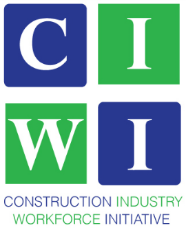 C I
W I
CONSTRUCTION INDUSTRY
WORKFORCE INITIATIVE